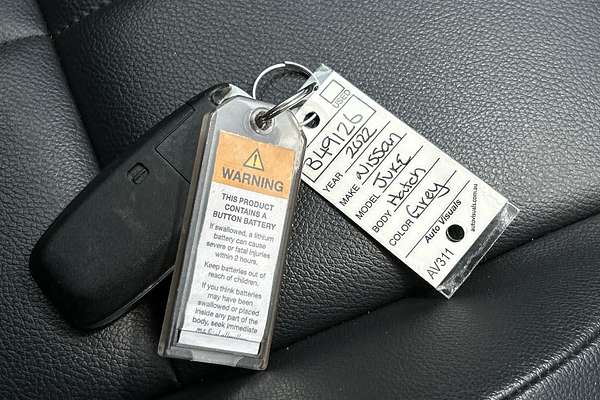 WARNING
THIS PRODUCT
CONTAINS A
BUTTON BATTERY
If swallowed, a lithium
battery can cause
severe or fatal injuries
within 2 hours.
Keep batteries out of
reach of children.
If you think batteries
may have been
swallowed or placed
inside any part of the
body, seek immediate
USED
B49126
YEAR 2022
MAKE NISSAN
MODEL JUKE
BODY Hatch
COLOR Grey
Auto Visuals
autovisuals.com.au
AV311